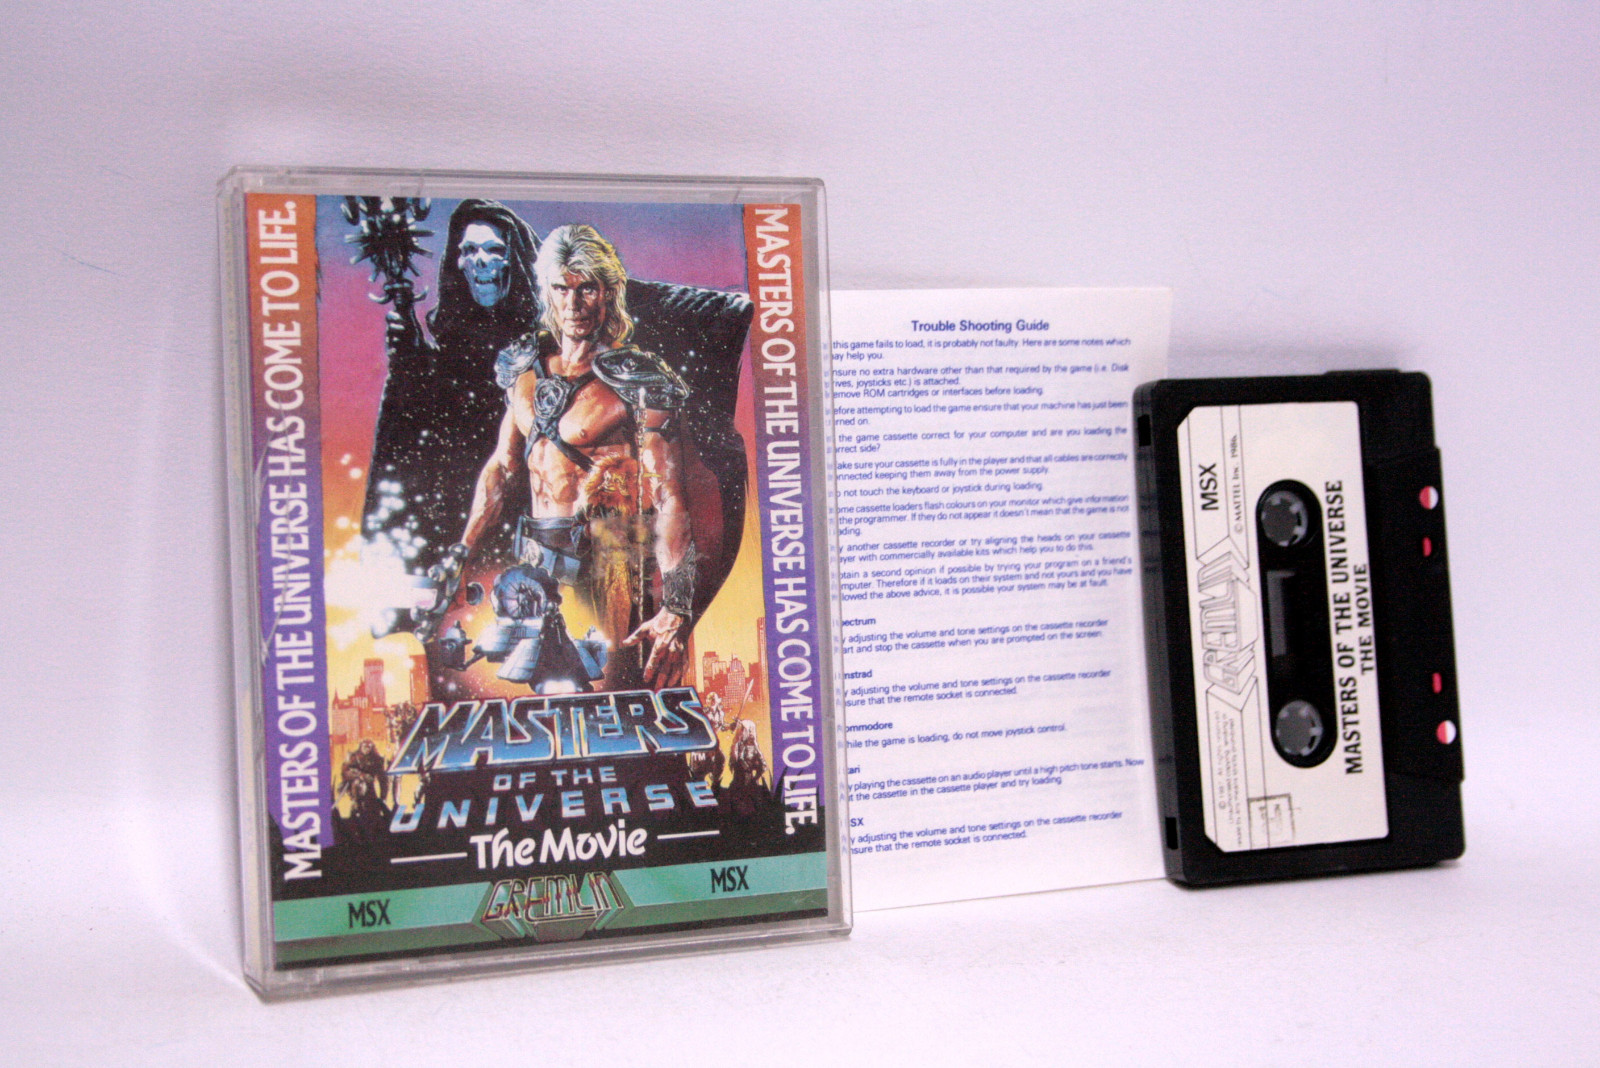 MASTERS OF THE UNIVERSE HAS COME TO LIFE.
MASTERS OF THE UNIVERSE HAS COME TO LIFE.
MASTERS
OF THE
UNIVERSE
TM
The Movie
MSX
GREMLIN
MSX
Trouble Shooting Guide
this game fails to load, it is probably not faulty. Here are some notes which
may help you.
nsure no extra hardware other than that required by the game (i.e. Disk
rives, joysticks etc.) is attached.
emove ROM cartridges or interfaces before loading.
efore attempting to load the game ensure that your machine has just been
rned on.
the game cassette correct for your computer and are you loading the
rrect side?
ake sure your cassette is fully in the player and that all cables are correctly
onnected keeping them away from the power supply.
o not touch the keyboard or joystick during loading.
ome cassette loaders flash colours on your monitor which give information
the programmer. If they do not appear it doesn't mean that the game is not
ading.
y another cassette recorder or try aligning the heads on your cassette
ayer with commercially available kits which help you to do this.
btain a second opinion if possible by trying your program on a friend's
mputer. Therefore if it loads on their system and not yours and you have
llowed the above advice, it is possible your system may be at fault.
pectrum
y adjusting the volume and tone settings on the cassette recorder
art and stop the cassette when you are prompted on the screen.
mstrad
y adjusting the volume and tone settings on the cassette recorder
nsure that the remote socket is connected.
ommodore
hile the game is loading, do not move joystick control.
tari
y playing the cassette on an audio player until a high pitch tone starts. Now
ut the cassette in the cassette player and try loading.
SX
y adjusting the volume and tone settings on the cassette recorder
nsure that the remote socket is connected.
MSX
© MATTEL Inc. 1986.
GREMLIN
MASTERS OF THE UNIVERSE
THE MOVIE
© 1987. All rights reserved